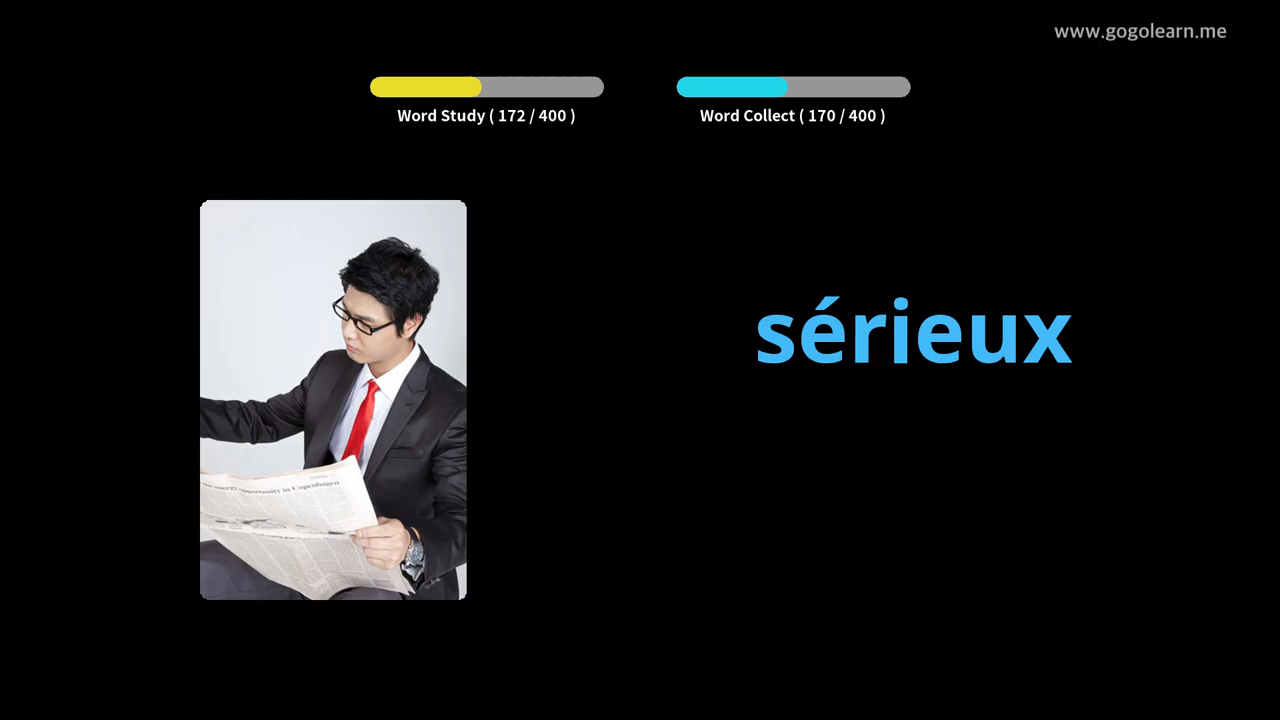 www.gogolearn.me
Word Study ( 172 / 400 )
Word Collect ( 170 / 400 )
sérieux
opportunity in Copenhagen